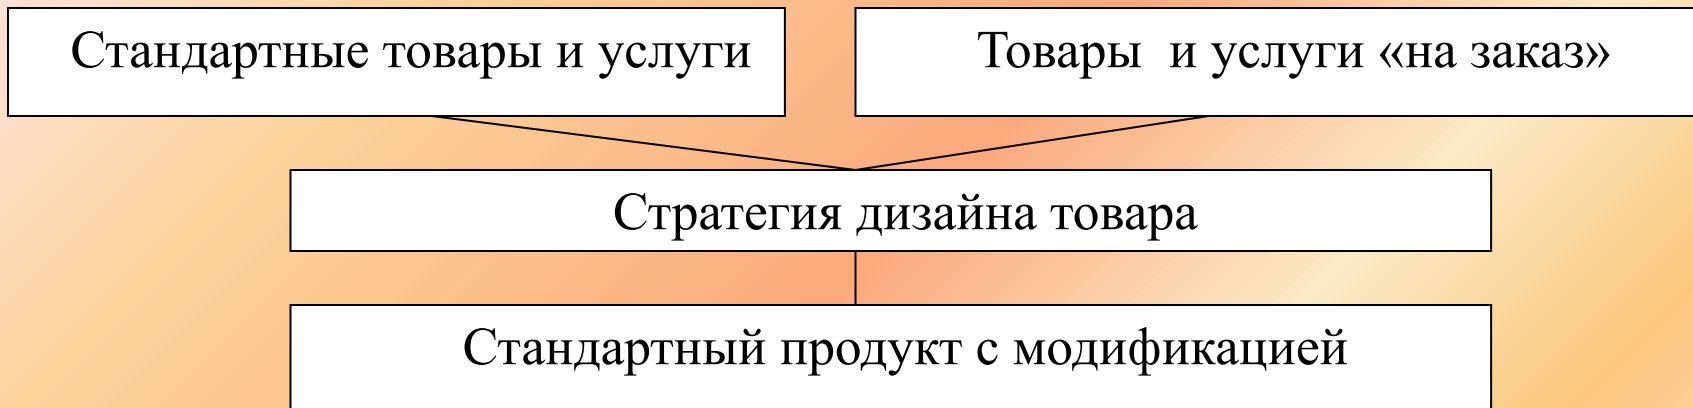 Стандартные товары и услуги
Товары и услуги «на заказ»
Стратегия дизайна товара
Стандартный продукт с модификацией